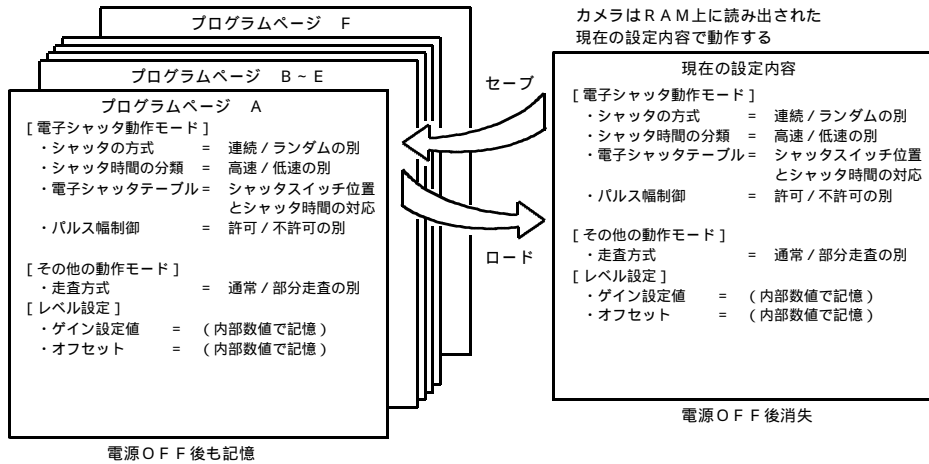 プログラムページ　F
プログラムページ　B～E
プログラムページ　A
[電子シャッタ動作モード]
・シャッタの方式　=　連続/ランダムの別
・シャッタ時間の分類　=　高速/低速の別
・電子シャッタテーブル=　シャッタスイッチ位置
とシャッタ時間の対応
・パルス幅制御　=　許可/不許可の別
[その他の動作モード]
・走査方式　=　通常/部分走査の別
[レベル設定]
・ゲイン設定値　=　(内部数値で記憶)
・オフセット　=　(内部数値で記憶)
電源OFF後も記憶
セーブ
ロード
カメラはRAM上に読み出された
現在の設定内容で動作する
現在の設定内容
[電子シャッタ動作モード]
・シャッタの方式　=　連続/ランダムの別
・シャッタ時間の分類　=　高速/低速の別
・電子シャッタテーブル=　シャッタスイッチ位置
とシャッタ時間の対応
・パルス幅制御　=　許可/不許可の別
[その他の動作モード]
・走査方式　=　通常/部分走査の別
[レベル設定]
・ゲイン設定値　=　(内部数値で記憶)
・オフセット　=　(内部数値で記憶)
電源OFF後消失